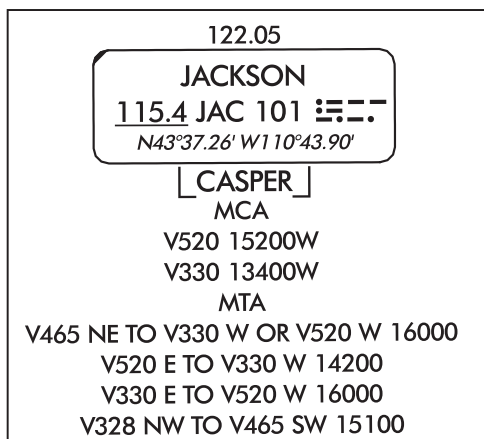 122.05
JACKSON
115.4 JAC 101
N43°37.26' W110°43.90'
CASPER
MCA
V520 15200W
V330 13400W
MTA
V465 NE TO V330 W OR V520 W 16000
V520 E TO V330 W 14200
V330 E TO V520 W 16000
V328 NW TO V465 SW 15100